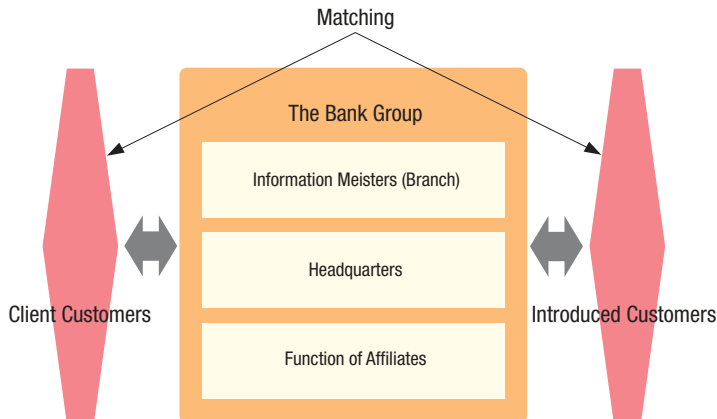 Matching
The Bank Group
Information Meisters (Branch)
Headquarters
Client Customers
Introduced Customers
Function of Affiliates